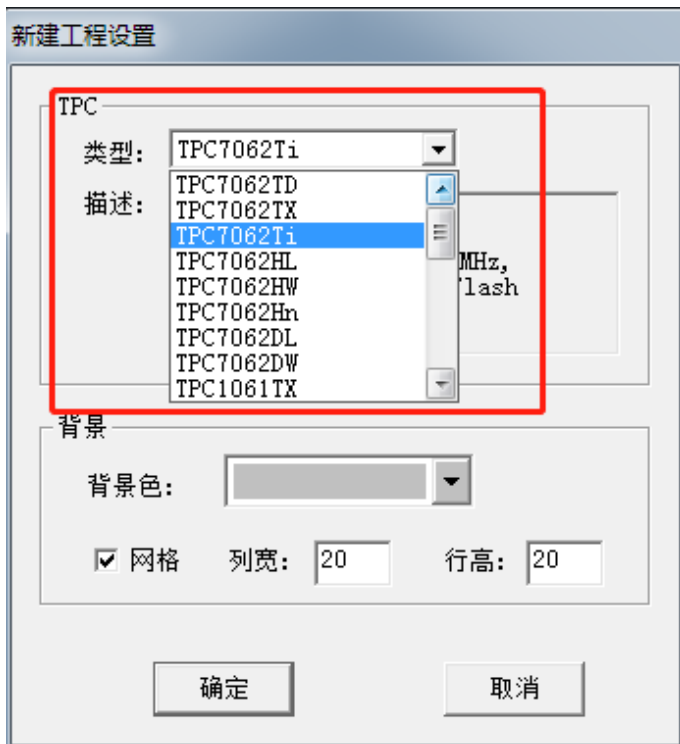 新建工程设置
TPC
类型: TPC7062Ti
描述:
TPC7062TD
TPC7062TX
TPC7062Ti
TPC7062HL
TPC7062HW
TPC7062Hn
TPC7062DL
TPC7062DW
TPC1061TX
MHz,
lash
背景
背景色:
网格 列宽: 20 行高: 20
确定 取消